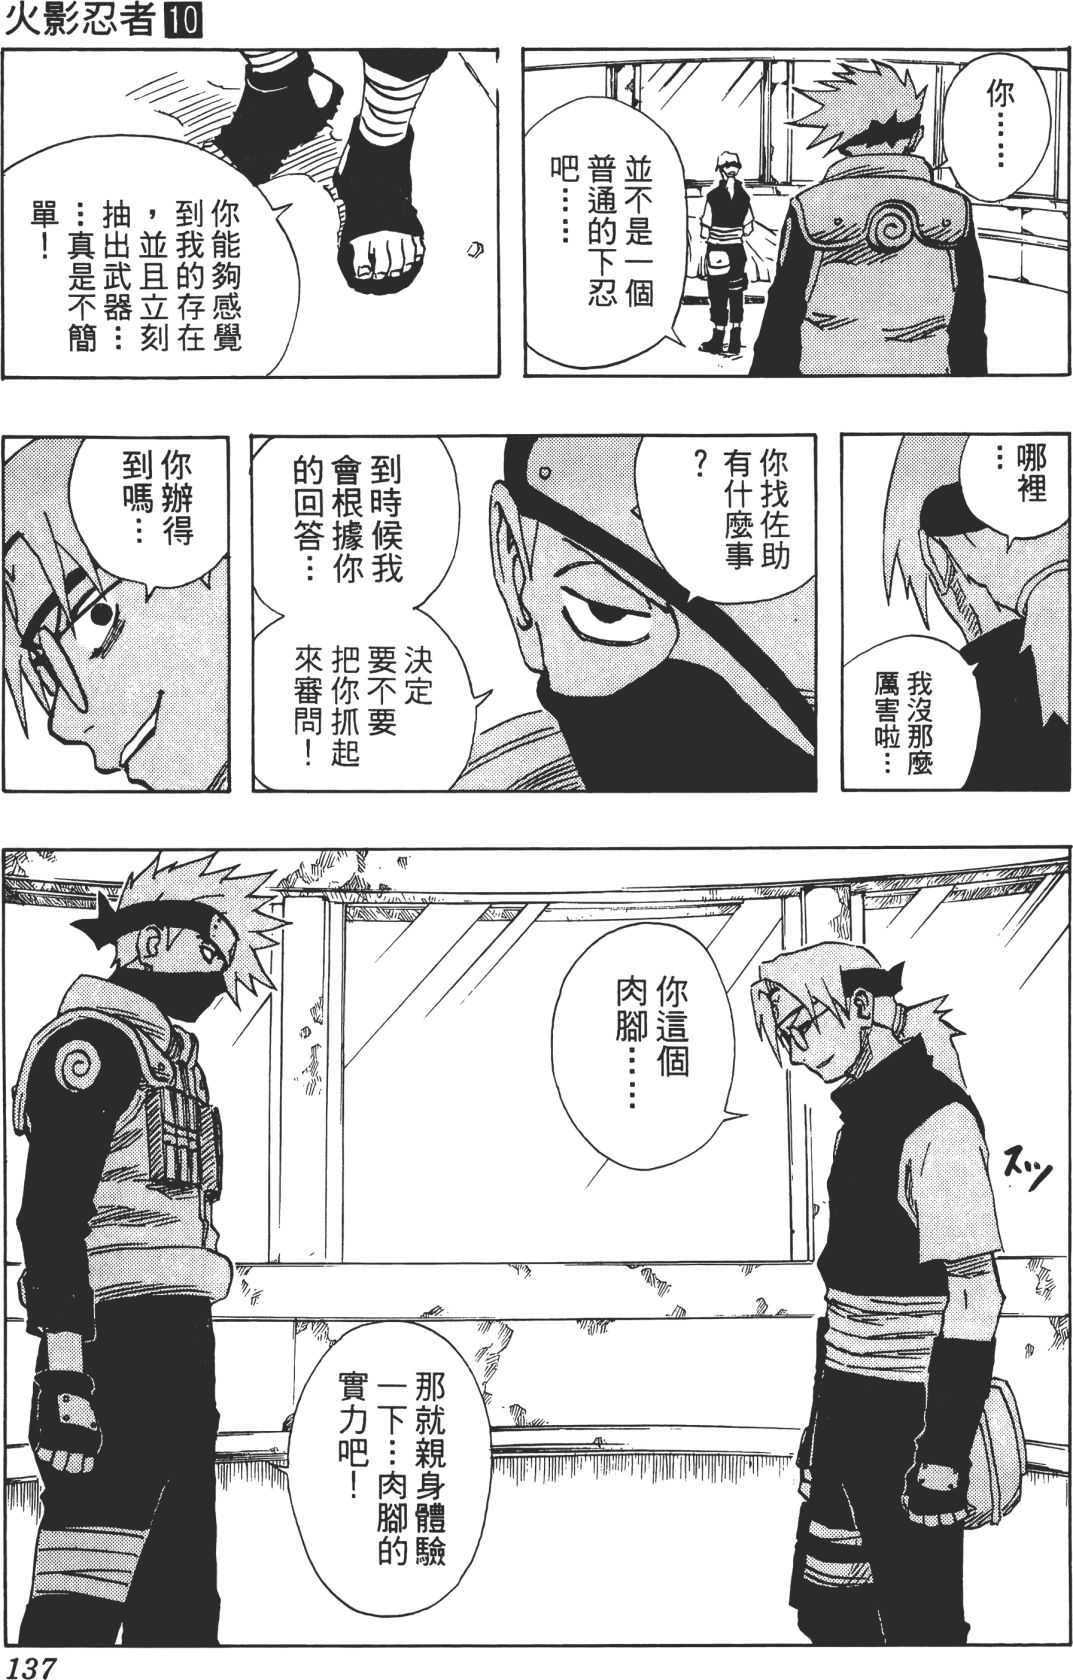 火影忍者10
你……
並不是一個
普通的下忍
吧……
你能夠感覺
到我的存在
，並且立刻
抽出武器…
…真是不簡
單！
哪裡
…
我沒那麼
厲害啦…
你找佐助
有什麼事
？
到時候我
會根據你
的回答…
決定
要不要
把你抓起
來審問！
你辦得
到嗎…
你這個
肉腳……
スッ
那就親身體驗
一下…肉腳的
實力吧！
137